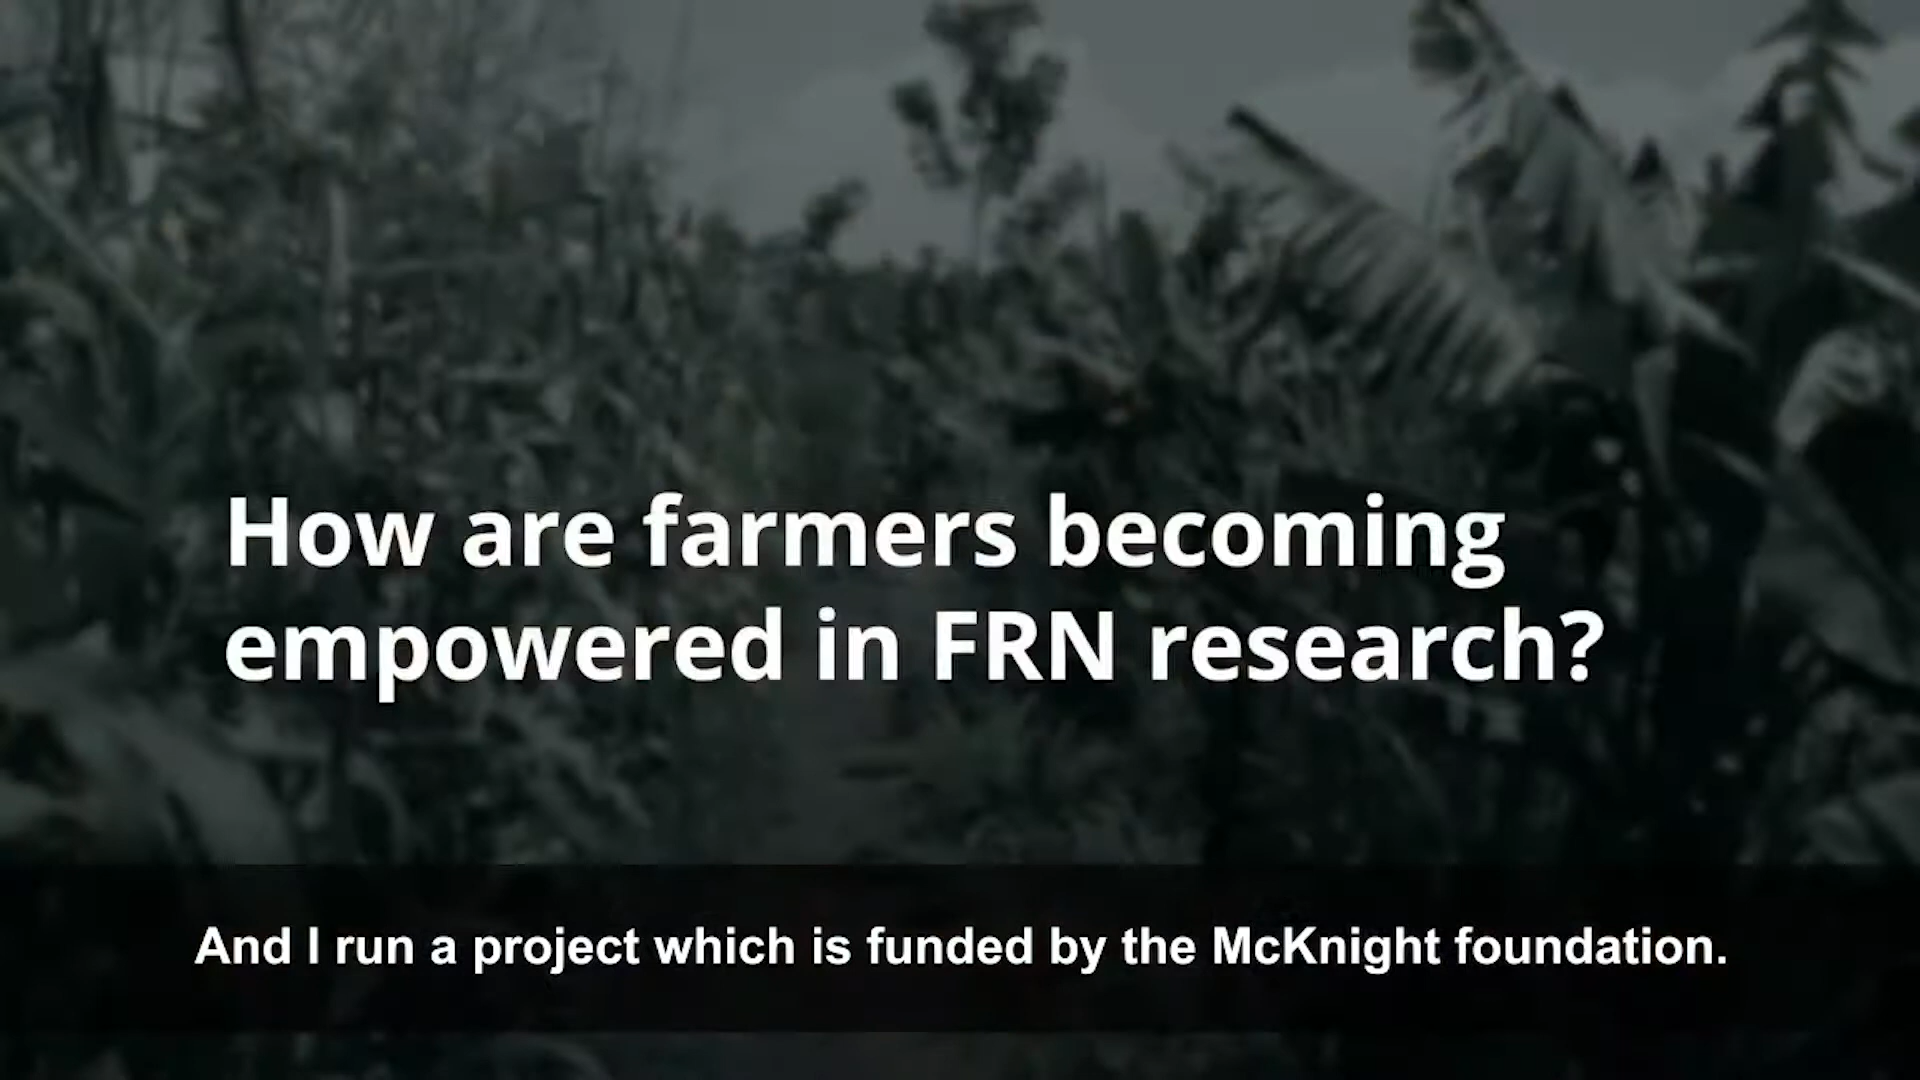 How are farmers becoming
empowered in FRN research?
And I run a project which is funded by the McKnight foundation.